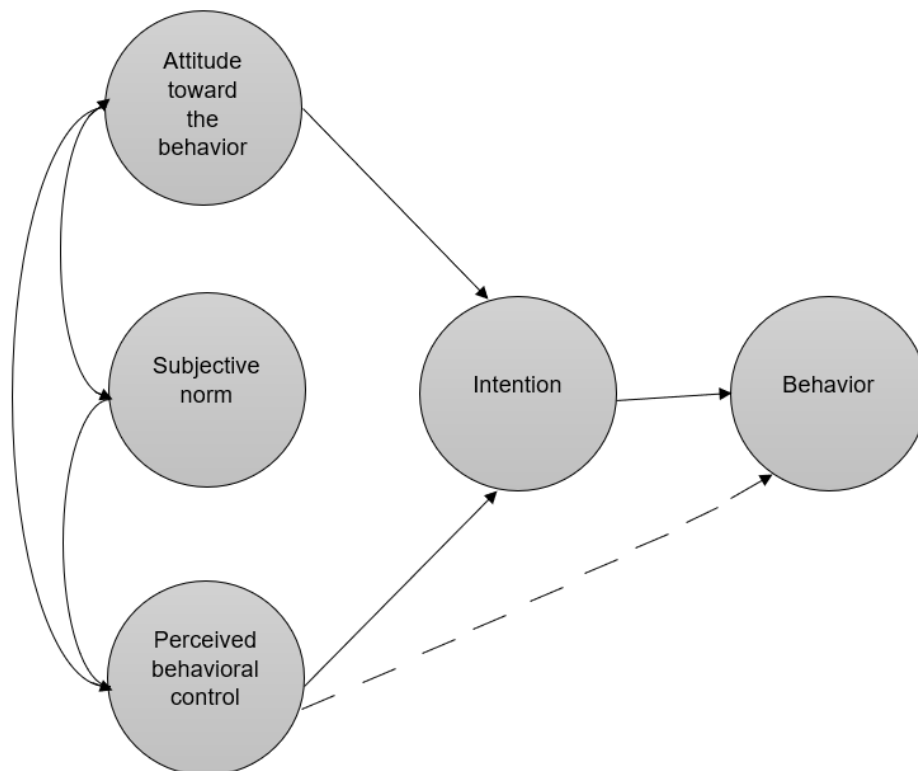 Attitude
toward
the
behavior
Subjective
norm
Intention
Behavior
Perceived
behavioral
control